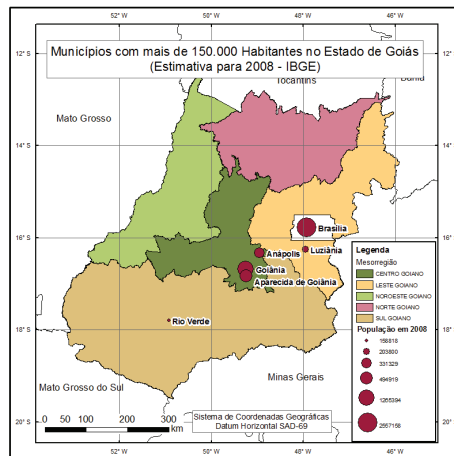 52° W 50° W 48° W 46° W
12° S 12° S
Municípios com mais de 150.000 Habitantes no Estado de Goiás
(Estimativa para 2008 - IBGE)
Tocantins
Bahia
Mato Grosso
14° S 14° S
Brasília
16° S 16° S
Anápolis
Luziânia
Goiânia
Aparecida de Goiânia
Rio Verde
18° S
Legenda
Mesorregião
CENTRO GOIANO
LESTE GOIANO
NOROESTE GOIANO
NORTE GOIANO
SUL GOIANO
População em 2008
158818
203800
331329
494919
1265394
2557158
Mato Grosso do Sul
Minas Gerais
20° S 20° S
0 50 100 200 300
km
Sistema de Coordenadas Geográficas
Datum Horizontal SAD-69
52° W 50° W 48° W 46° W